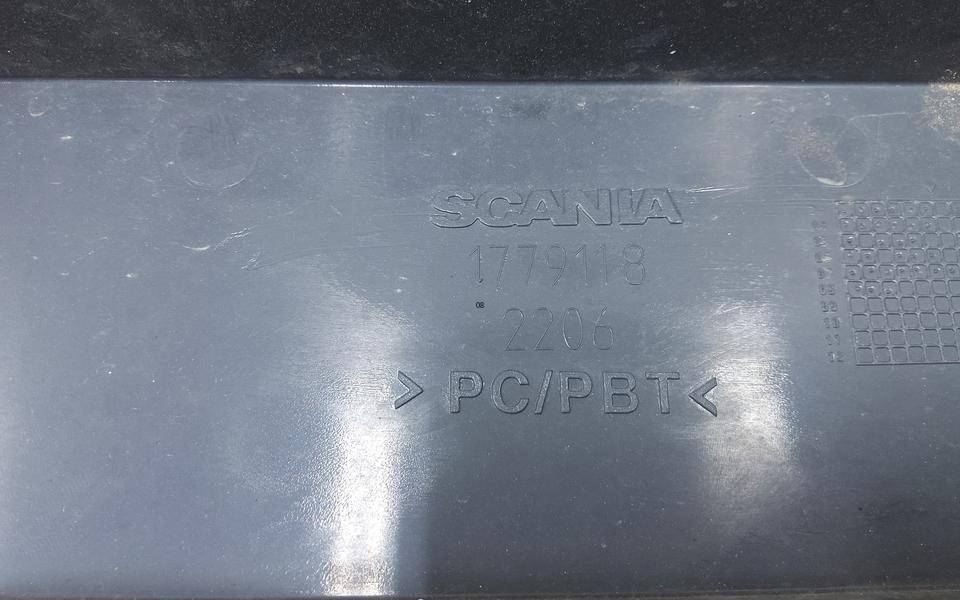 SCANIA
1779118
2206
> PC/PBT <